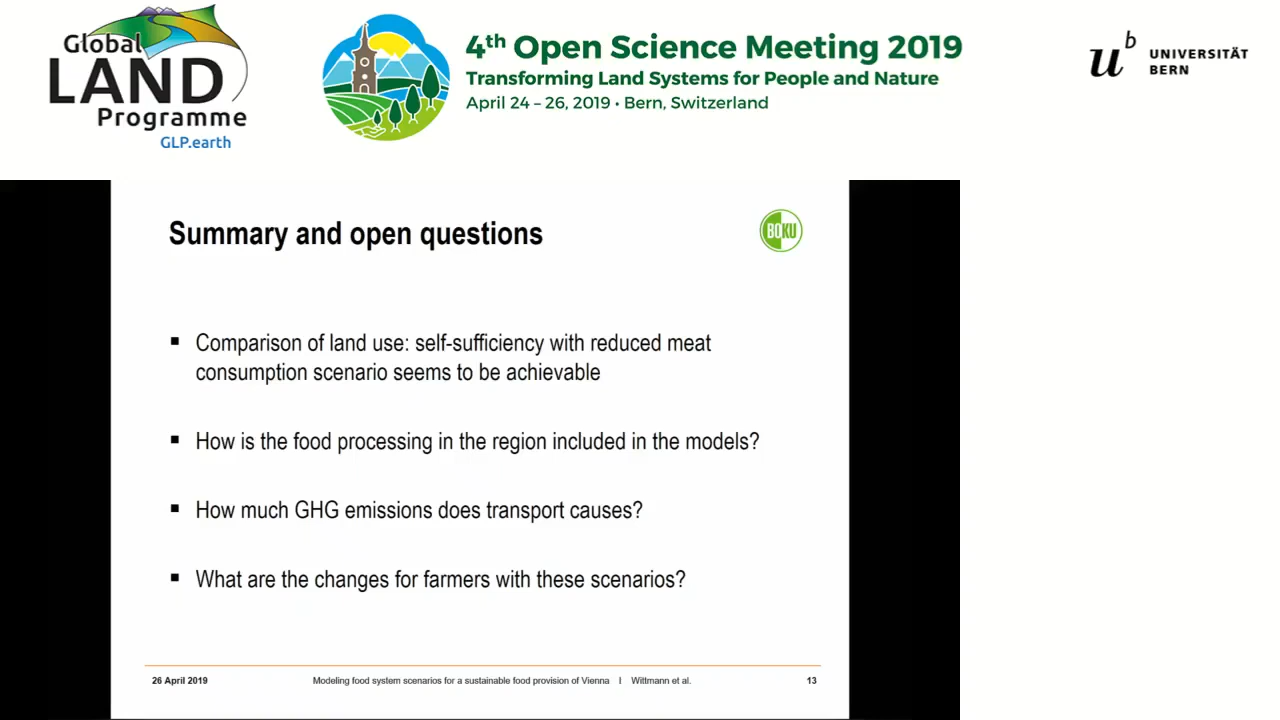 Global
LAND
Programme
GLP.earth
4th Open Science Meeting 2019
Transforming Land Systems for People and Nature
April 24 – 26, 2019 • Bern, Switzerland
u b
UNIVERSITÄT
BERN
Summary and open questions
BOKU
▪ Comparison of land use: self-sufficiency with reduced meat
consumption scenario seems to be achievable
▪ How is the food processing in the region included in the models?
▪ How much GHG emissions does transport causes?
▪ What are the changes for farmers with these scenarios?
26 April 2019 Modeling food system scenarios for a sustainable food provision of Vienna I Wittmann et al. 13